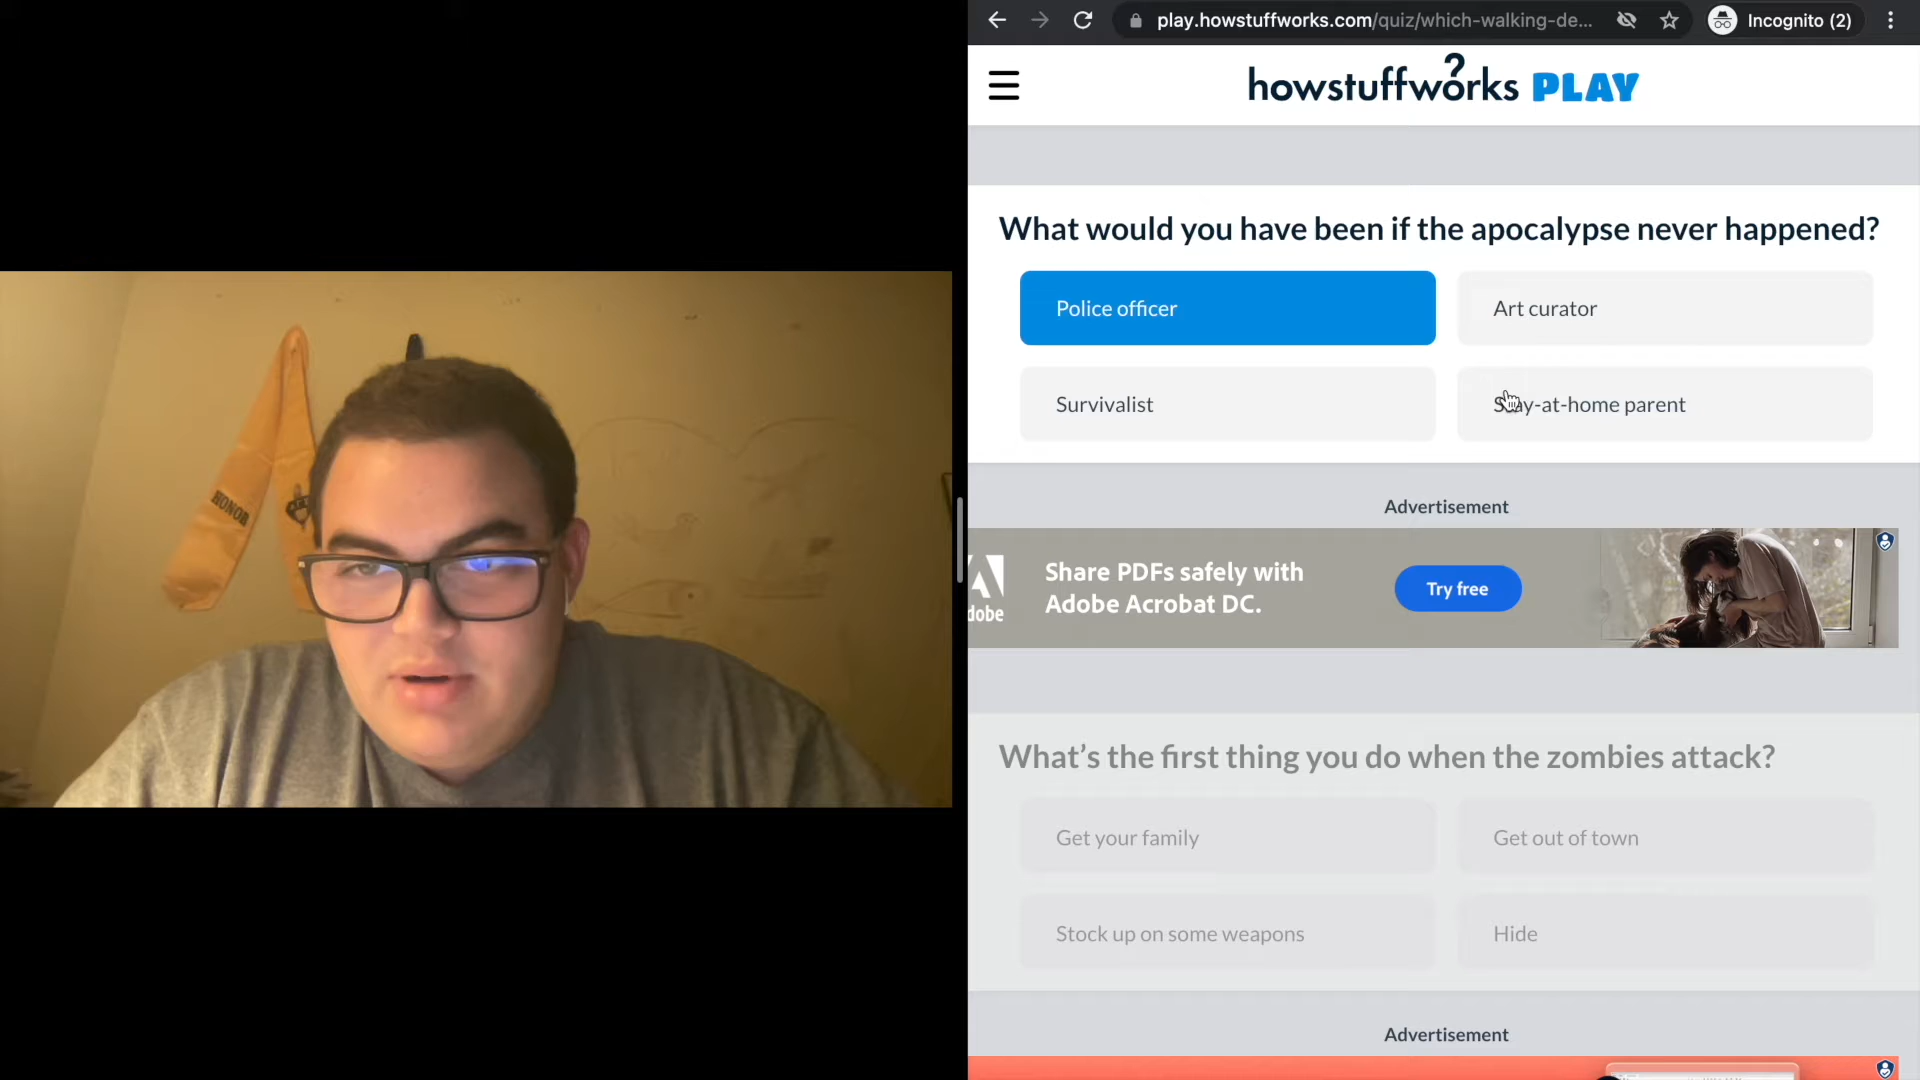 play.howstuffworks.com/quiz/which-walking-de...
Incognito (2)
howstuffworks PLAY
What would you have been if the apocalypse never happened?
Police officer
Art curator
Survivalist
Stay-at-home parent
Advertisement
Share PDFs safely with
Adobe Acrobat DC.
Try free
dobe
What's the first thing you do when the zombies attack?
Get your family
Get out of town
Stock up on some weapons
Hide
Advertisement
HONOR